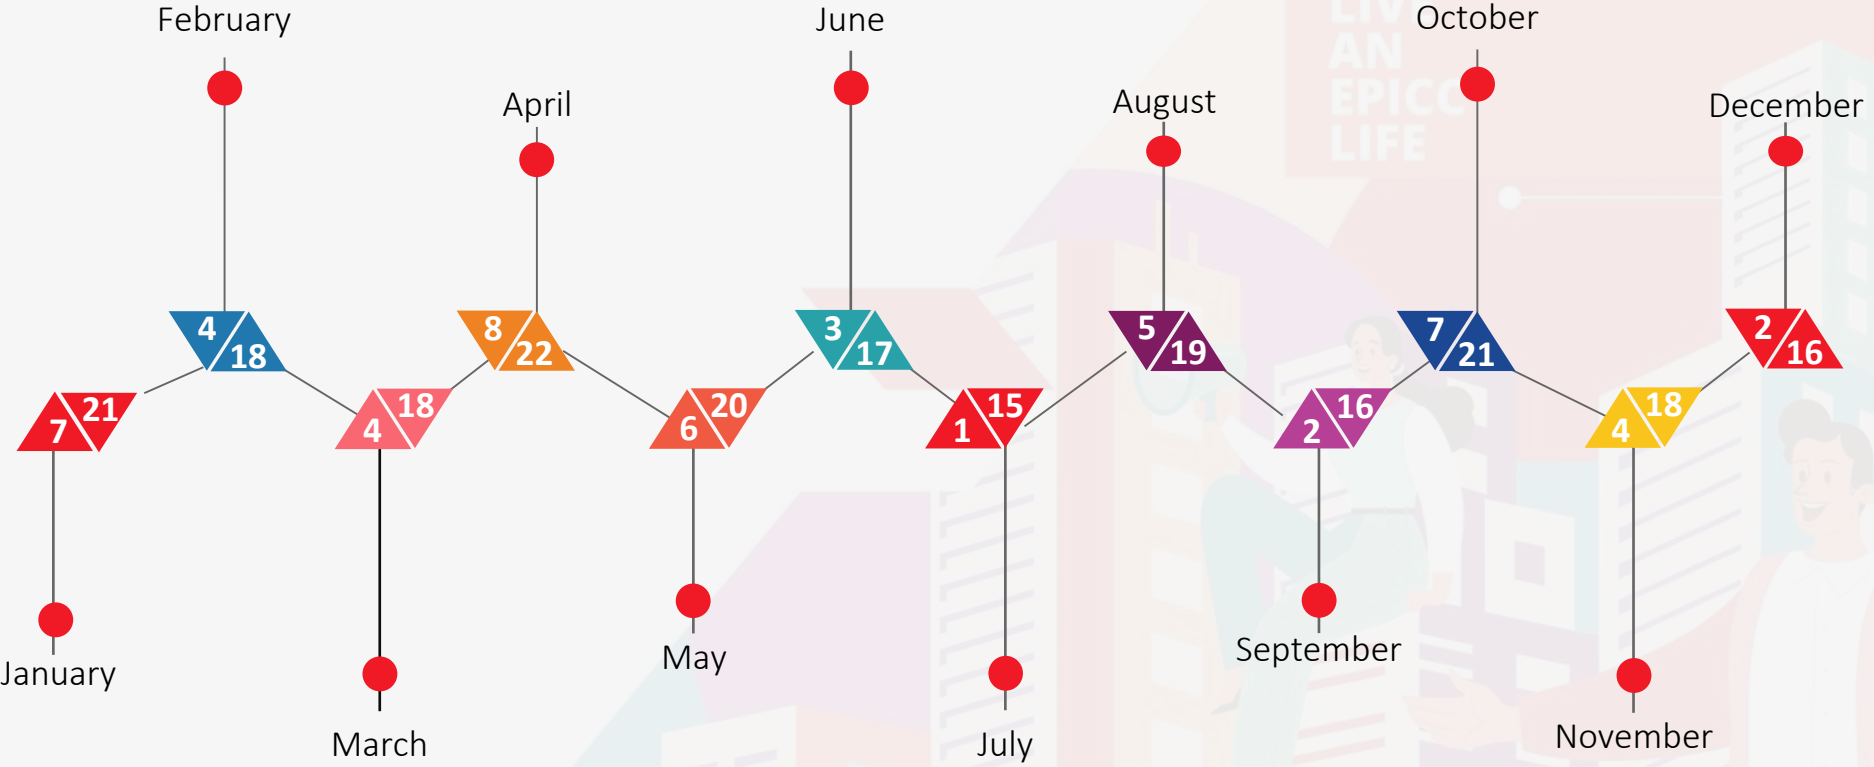 February
June
October
April
August
December
LIVE
AN
EPICC
LIFE
4 18
8 22
3 17
5 19
7 21
2 16
7 21
4 18
6 20
1 15
2 16
4 18
January
March
May
July
September
November